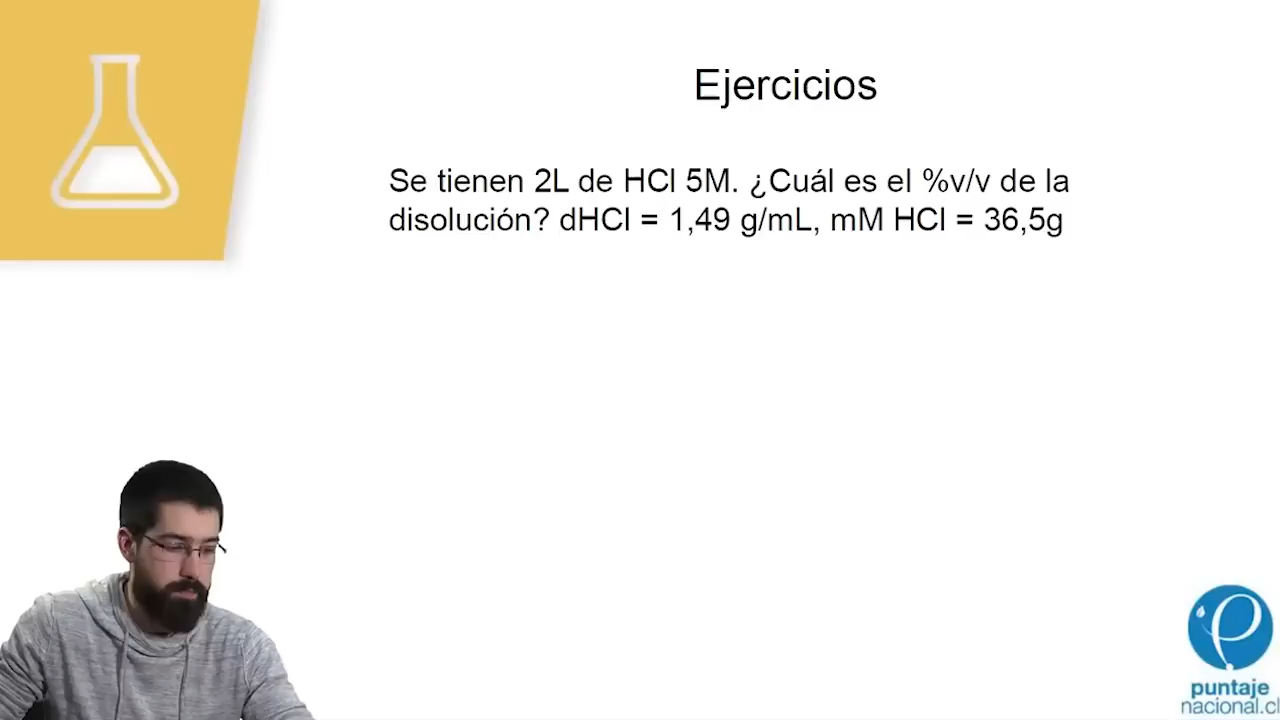 Ejercicios
Se tienen 2L de HCl 5M. ¿Cuál es el %v/v de la
disolución? dHCl = 1,49 g/mL, mM HCl = 36,5g
puntaje
nacional.cl